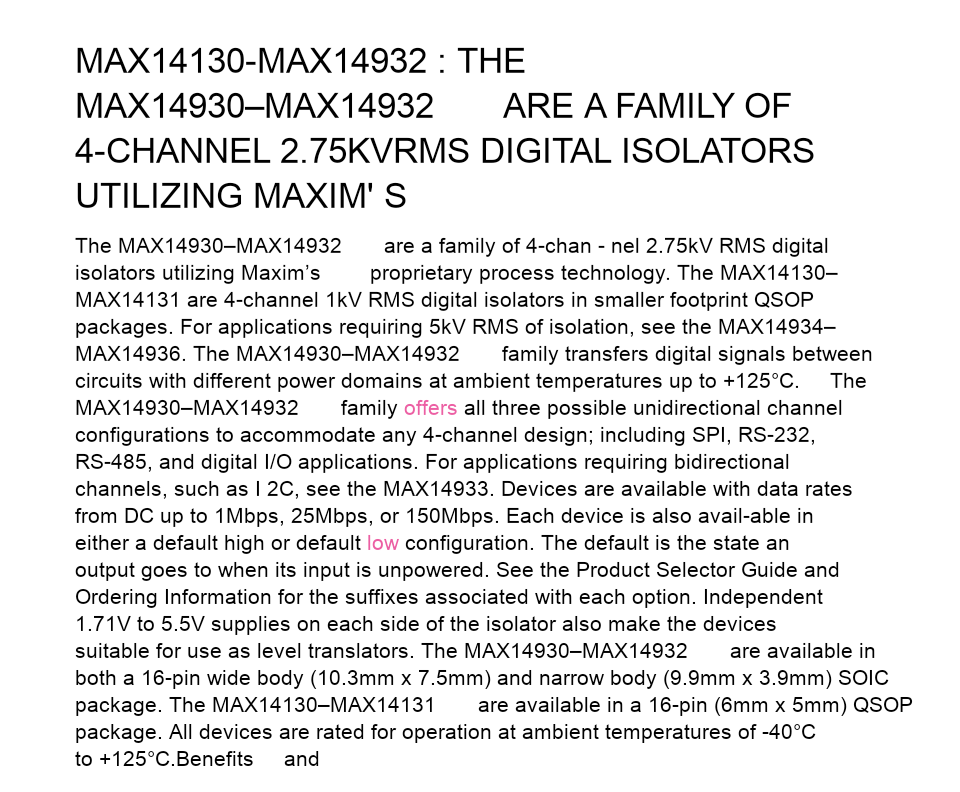 MAX14130-MAX14932 : THE
MAX14930–MAX14932 ARE A FAMILY OF
4-CHANNEL 2.75KVRMS DIGITAL ISOLATORS
UTILIZING MAXIM' S
The MAX14930–MAX14932 are a family of 4-chan - nel 2.75kV RMS digital
isolators utilizing Maxim’s proprietary process technology. The MAX14130–
MAX14131 are 4-channel 1kV RMS digital isolators in smaller footprint QSOP
packages. For applications requiring 5kV RMS of isolation, see the MAX14934–
MAX14936. The MAX14930–MAX14932 family transfers digital signals between
circuits with different power domains at ambient temperatures up to +125°C. The
MAX14930–MAX14932 family offers all three possible unidirectional channel
configurations to accommodate any 4-channel design; including SPI, RS-232,
RS-485, and digital I/O applications. For applications requiring bidirectional
channels, such as I 2C, see the MAX14933. Devices are available with data rates
from DC up to 1Mbps, 25Mbps, or 150Mbps. Each device is also avail-able in
either a default high or default low configuration. The default is the state an
output goes to when its input is unpowered. See the Product Selector Guide and
Ordering Information for the suffixes associated with each option. Independent
1.71V to 5.5V supplies on each side of the isolator also make the devices
suitable for use as level translators. The MAX14930–MAX14932 are available in
both a 16-pin wide body (10.3mm x 7.5mm) and narrow body (9.9mm x 3.9mm) SOIC
package. The MAX14130–MAX14131 are available in a 16-pin (6mm x 5mm) QSOP
package. All devices are rated for operation at ambient temperatures of -40°C
to +125°C.Benefits and